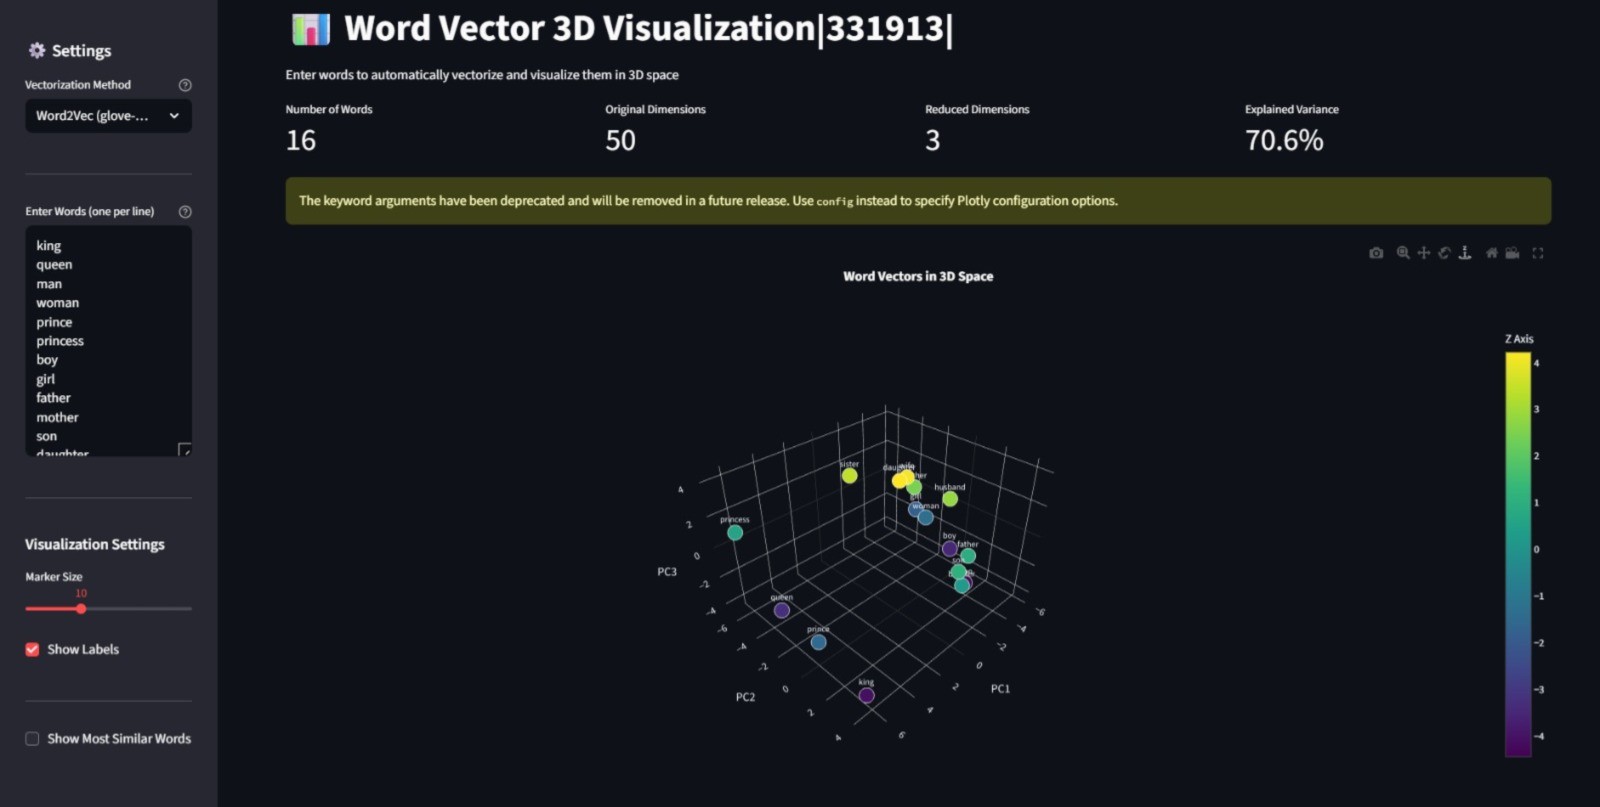 Settings
Vectorization Method
Word2Vec (glove-...
Enter Words (one per line)
king
queen
man
woman
prince
princess
boy
girl
father
mother
son
daughter
Visualization Settings
Marker Size
10
Show Labels
Show Most Similar Words
Word Vector 3D Visualization|331913|
Enter words to automatically vectorize and visualize them in 3D space
Number of Words
16
Original Dimensions
50
Reduced Dimensions
3
Explained Variance
70.6%
The keyword arguments have been deprecated and will be removed in a future release. Use config instead to specify Plotly configuration options.
Word Vectors in 3D Space
Z Axis
4
3
2
1
0
−1
−2
−3
−4
sister
husband
woman
princess
boy
father
queen
prince
king
PC3
4
2
0
−2
−4
PC2
−6
−4
−2
0
2
4
PC1
−6
−4
−2
0
2
4
6